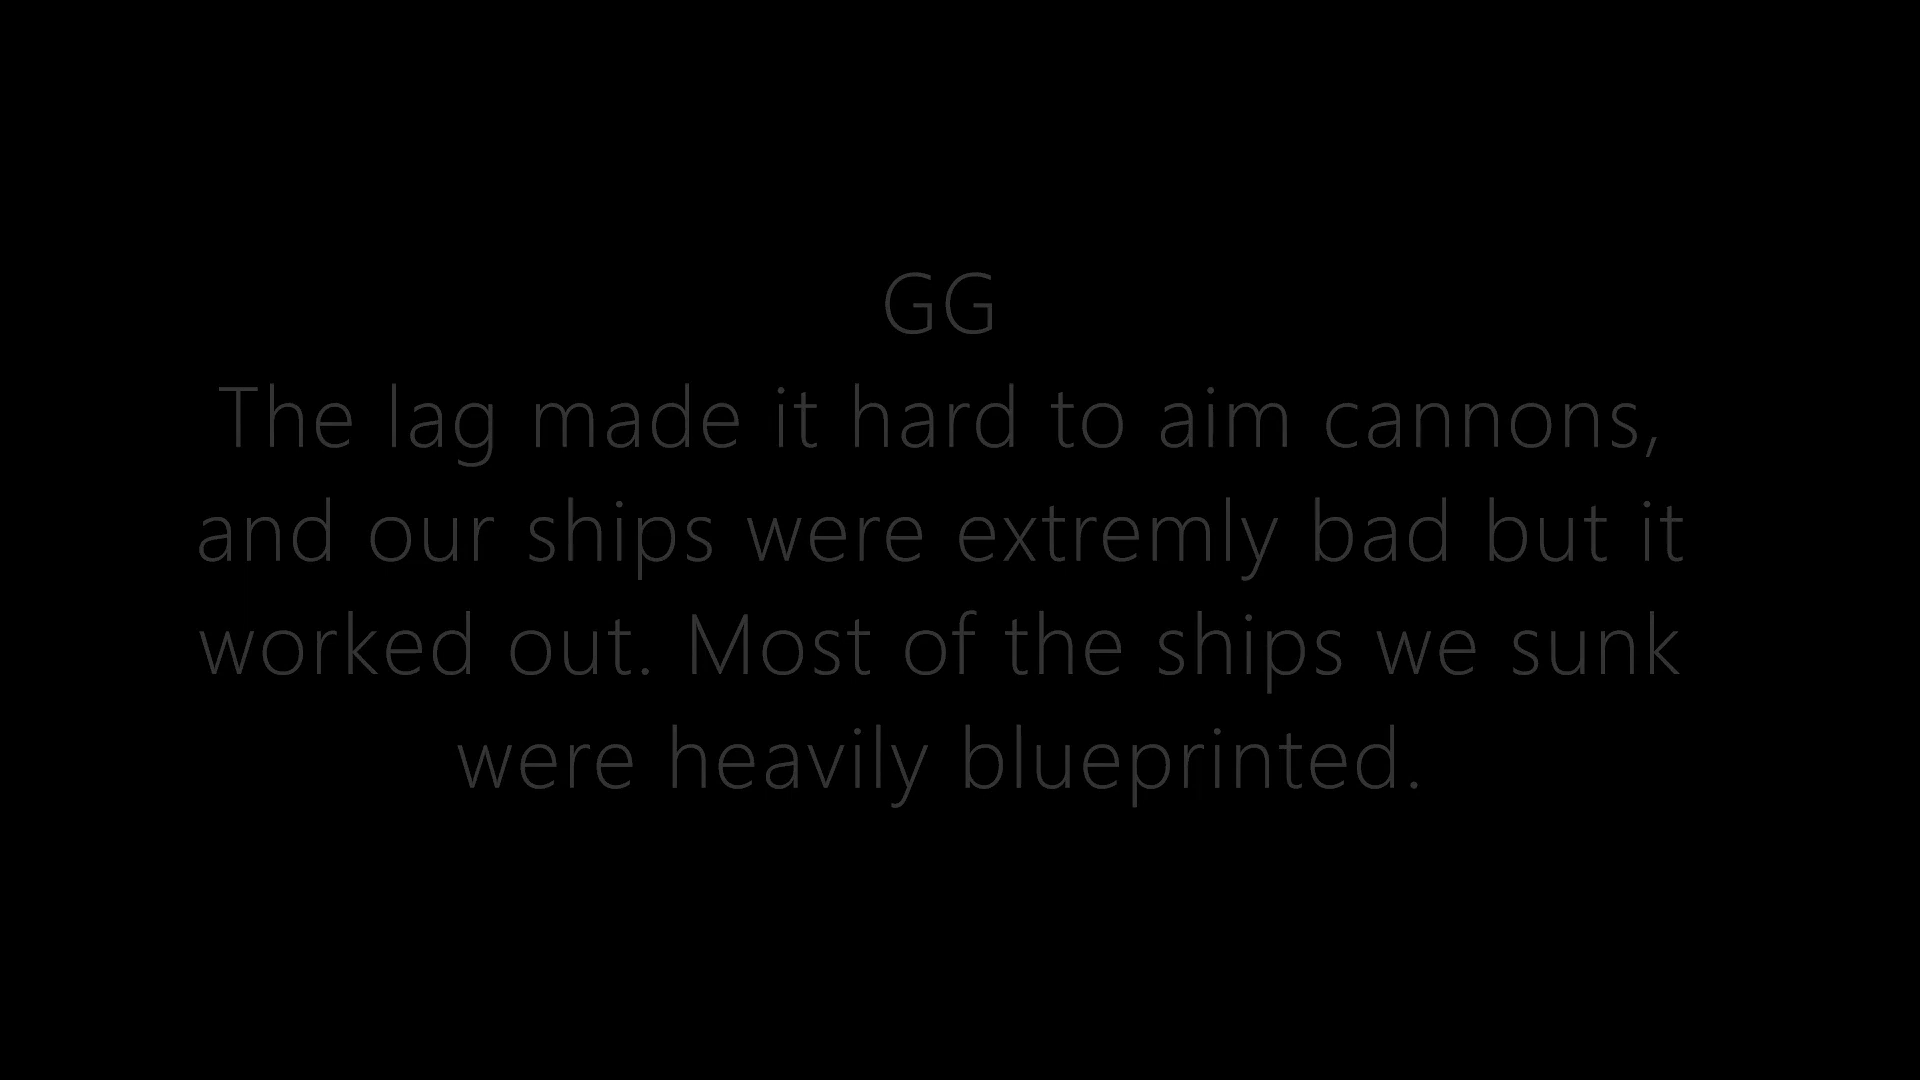 GG
The lag made it hard to aim cannons,
and our ships were extremly bad but it
worked out. Most of the ships we sunk
were heavily blueprinted.